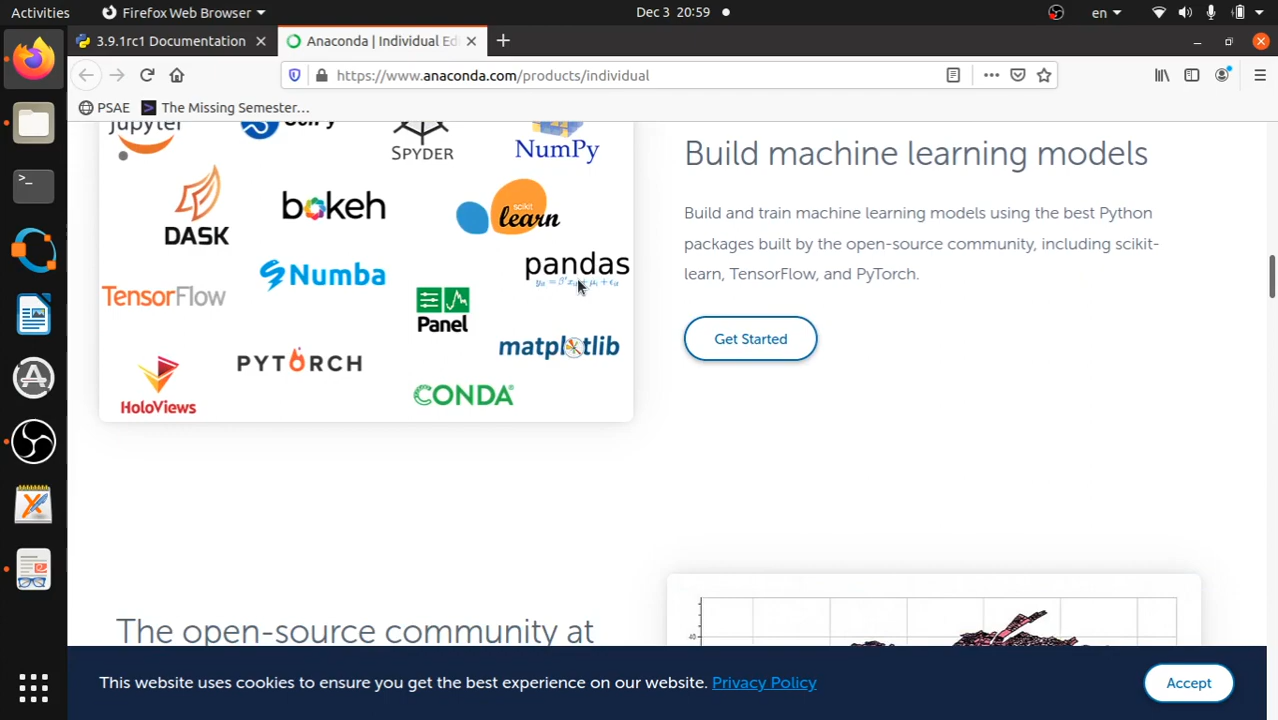 Activities
Firefox Web Browser
Dec 3 20:59
en
3.9.1rc1 Documentation
Anaconda | Individual Edi
https://www.anaconda.com/products/individual
PSAE
The Missing Semester…
Jupyter
SPYDER
NumPy
DASK
bokeh
scikit
learn
pandas
TensorFlow
Numba
Panel
matplotlib
HoloViews
PYTORCH
CONDA
Build machine learning models
Build and train machine learning models using the best Python
packages built by the open-source community, including scikit-
learn, TensorFlow, and PyTorch.
Get Started
The open-source community at
40
This website uses cookies to ensure you get the best experience on our website. Privacy Policy
Accept